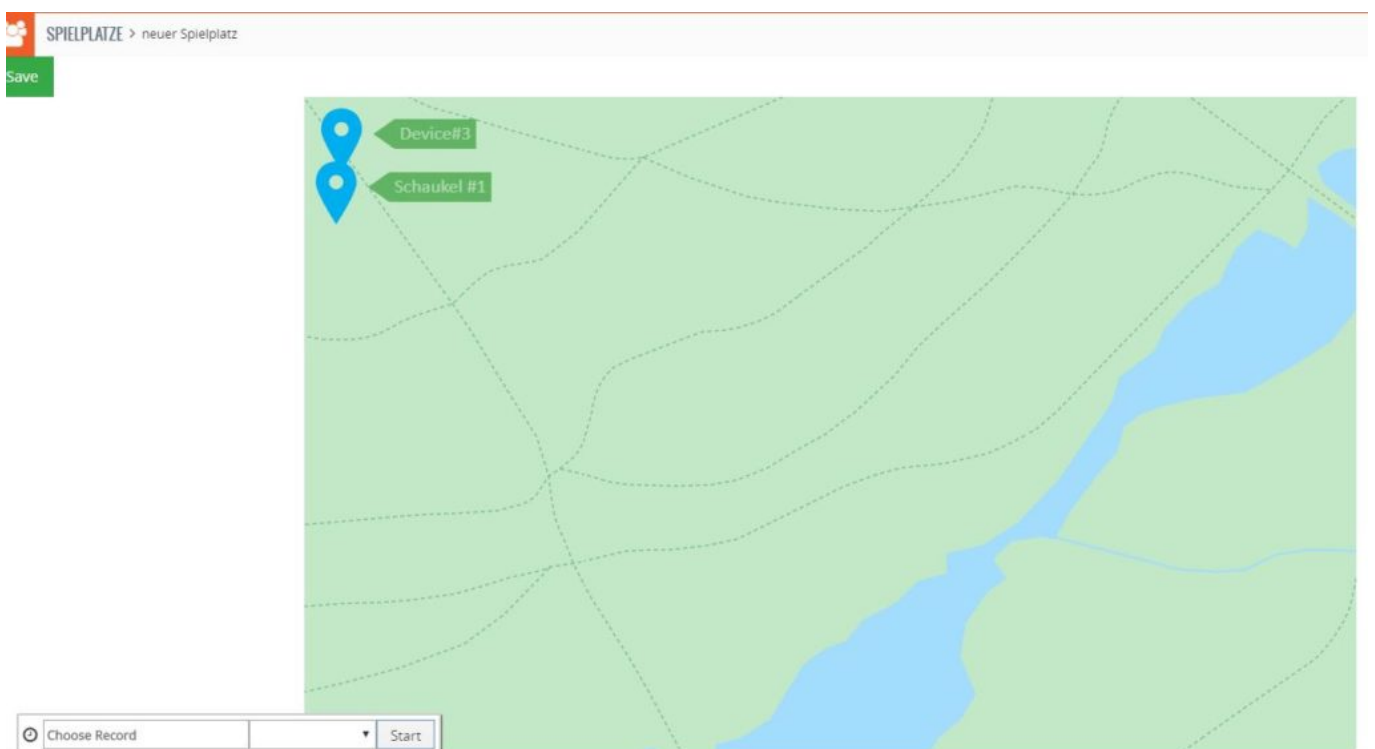 SPIELPLATZE > neuer Spielplatz
Save
Device#3
Schaukel #1
Choose Record Start